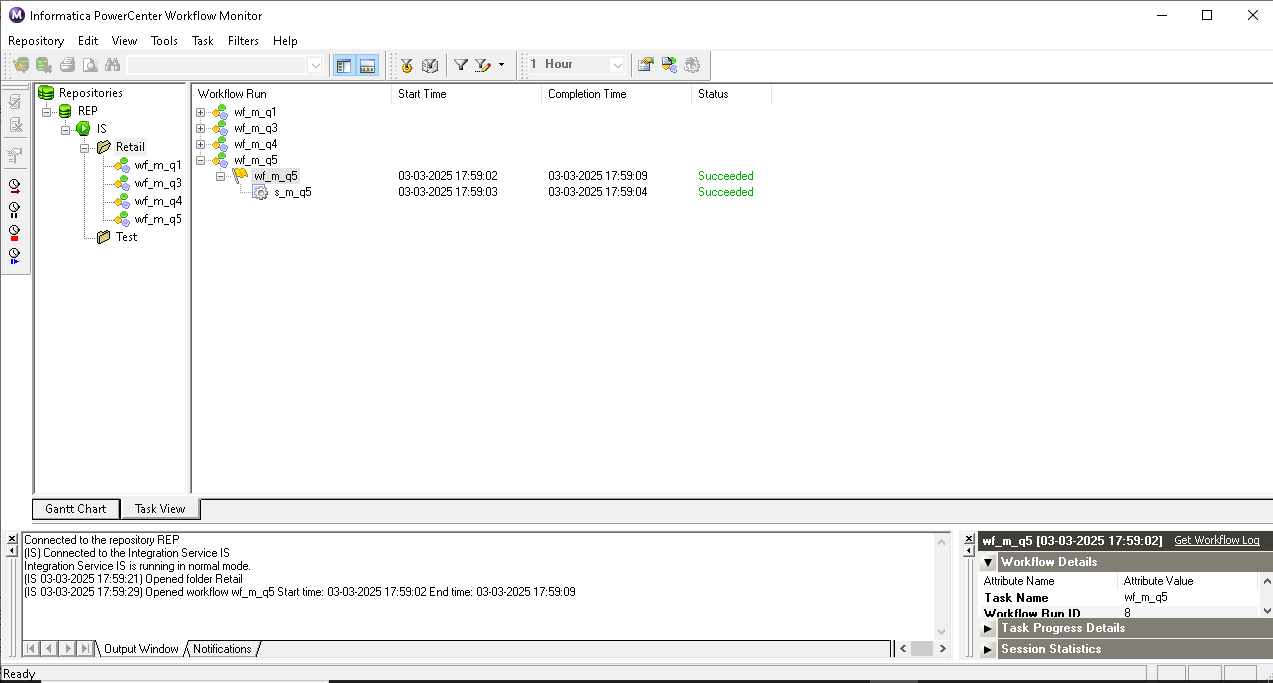 Informatica PowerCenter Workflow Monitor
Repository Edit View Tools Task Filters Help
1 Hour
Repositories
REP
IS
Retail
wf_m_q1
wf_m_q3
wf_m_q4
wf_m_q5
Test
Workflow Run Start Time Completion Time Status
wf_m_q1
wf_m_q3
wf_m_q4
wf_m_q5
wf_m_q5 03-03-2025 17:59:02 03-03-2025 17:59:09 Succeeded
s_m_q5 03-03-2025 17:59:03 03-03-2025 17:59:04 Succeeded
Gantt Chart Task View
Connected to the repository REP
(IS) Connected to the Integration Service IS
Integration Service IS is running in normal mode.
(IS 03-03-2025 17:59:21) Opened folder Retail
(IS 03-03-2025 17:59:29) Opened workflow wf_m_q5 Start time: 03-03-2025 17:59:02 End time: 03-03-2025 17:59:09
Output Window Notifications
wf_m_q5 [03-03-2025 17:59:02] Get Workflow Log
Workflow Details
Attribute Name Attribute Value
Task Name wf_m_q5
Workflow Run ID 8
Task Progress Details
Session Statistics
Ready